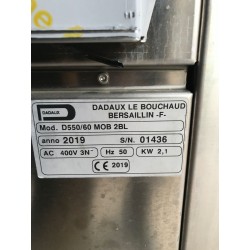 DADAUX
DADAUX LE BOUCHAUD
BERSAILLIN -F-
Mod. D550/60 MOB 2BL
anno 2019 S/N. 01436
AC 400V 3N~ Hz 50 KW 2,1
CE 2019